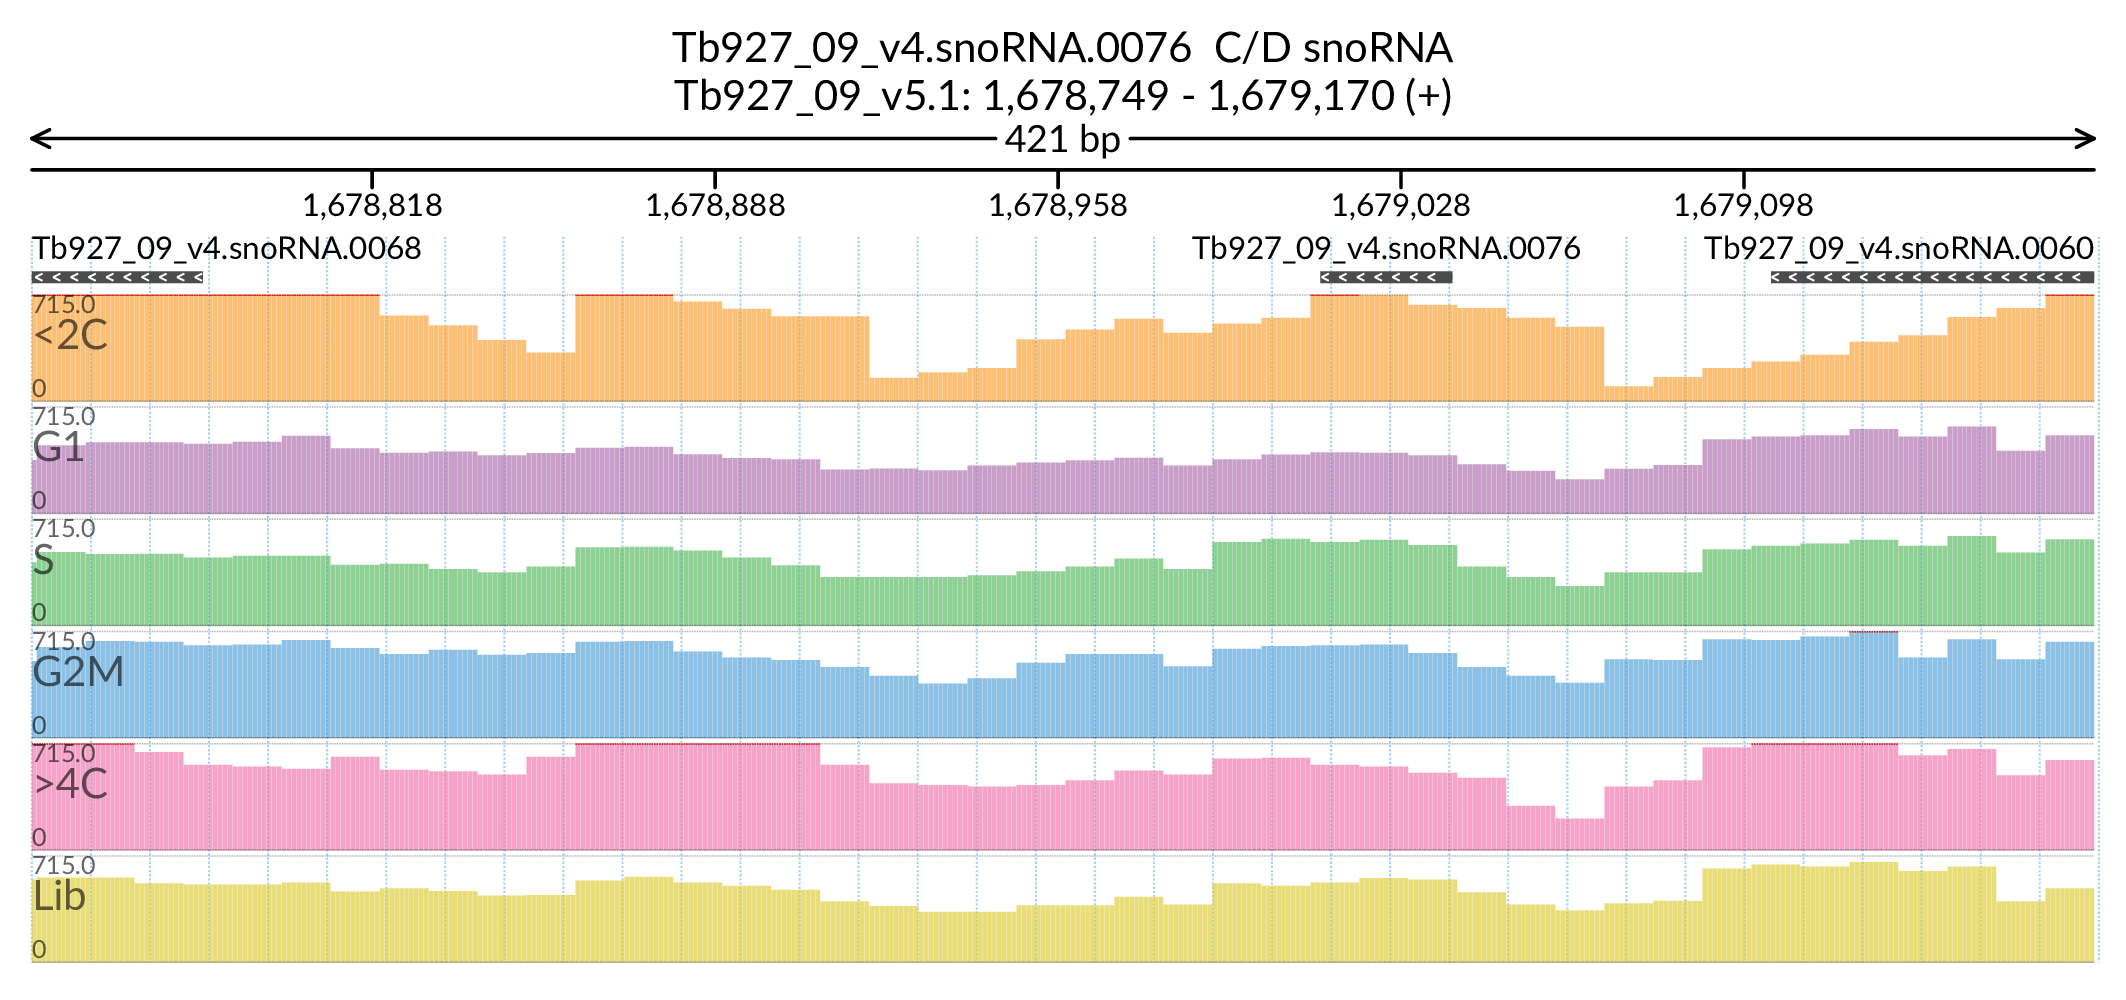 Tb927_09_v4.snoRNA.0076  C/D snoRNA
Tb927_09_v5.1: 1,678,749 - 1,679,170 (+)
421 bp
1,678,818 1,678,888 1,678,958 1,679,028 1,679,098
Tb927_09_v4.snoRNA.0068 Tb927_09_v4.snoRNA.0076 Tb927_09_v4.snoRNA.0060
715.0
<2C
0
715.0
G1
0
715.0
S
0
715.0
G2M
0
715.0
>4C
0
715.0
Lib
0